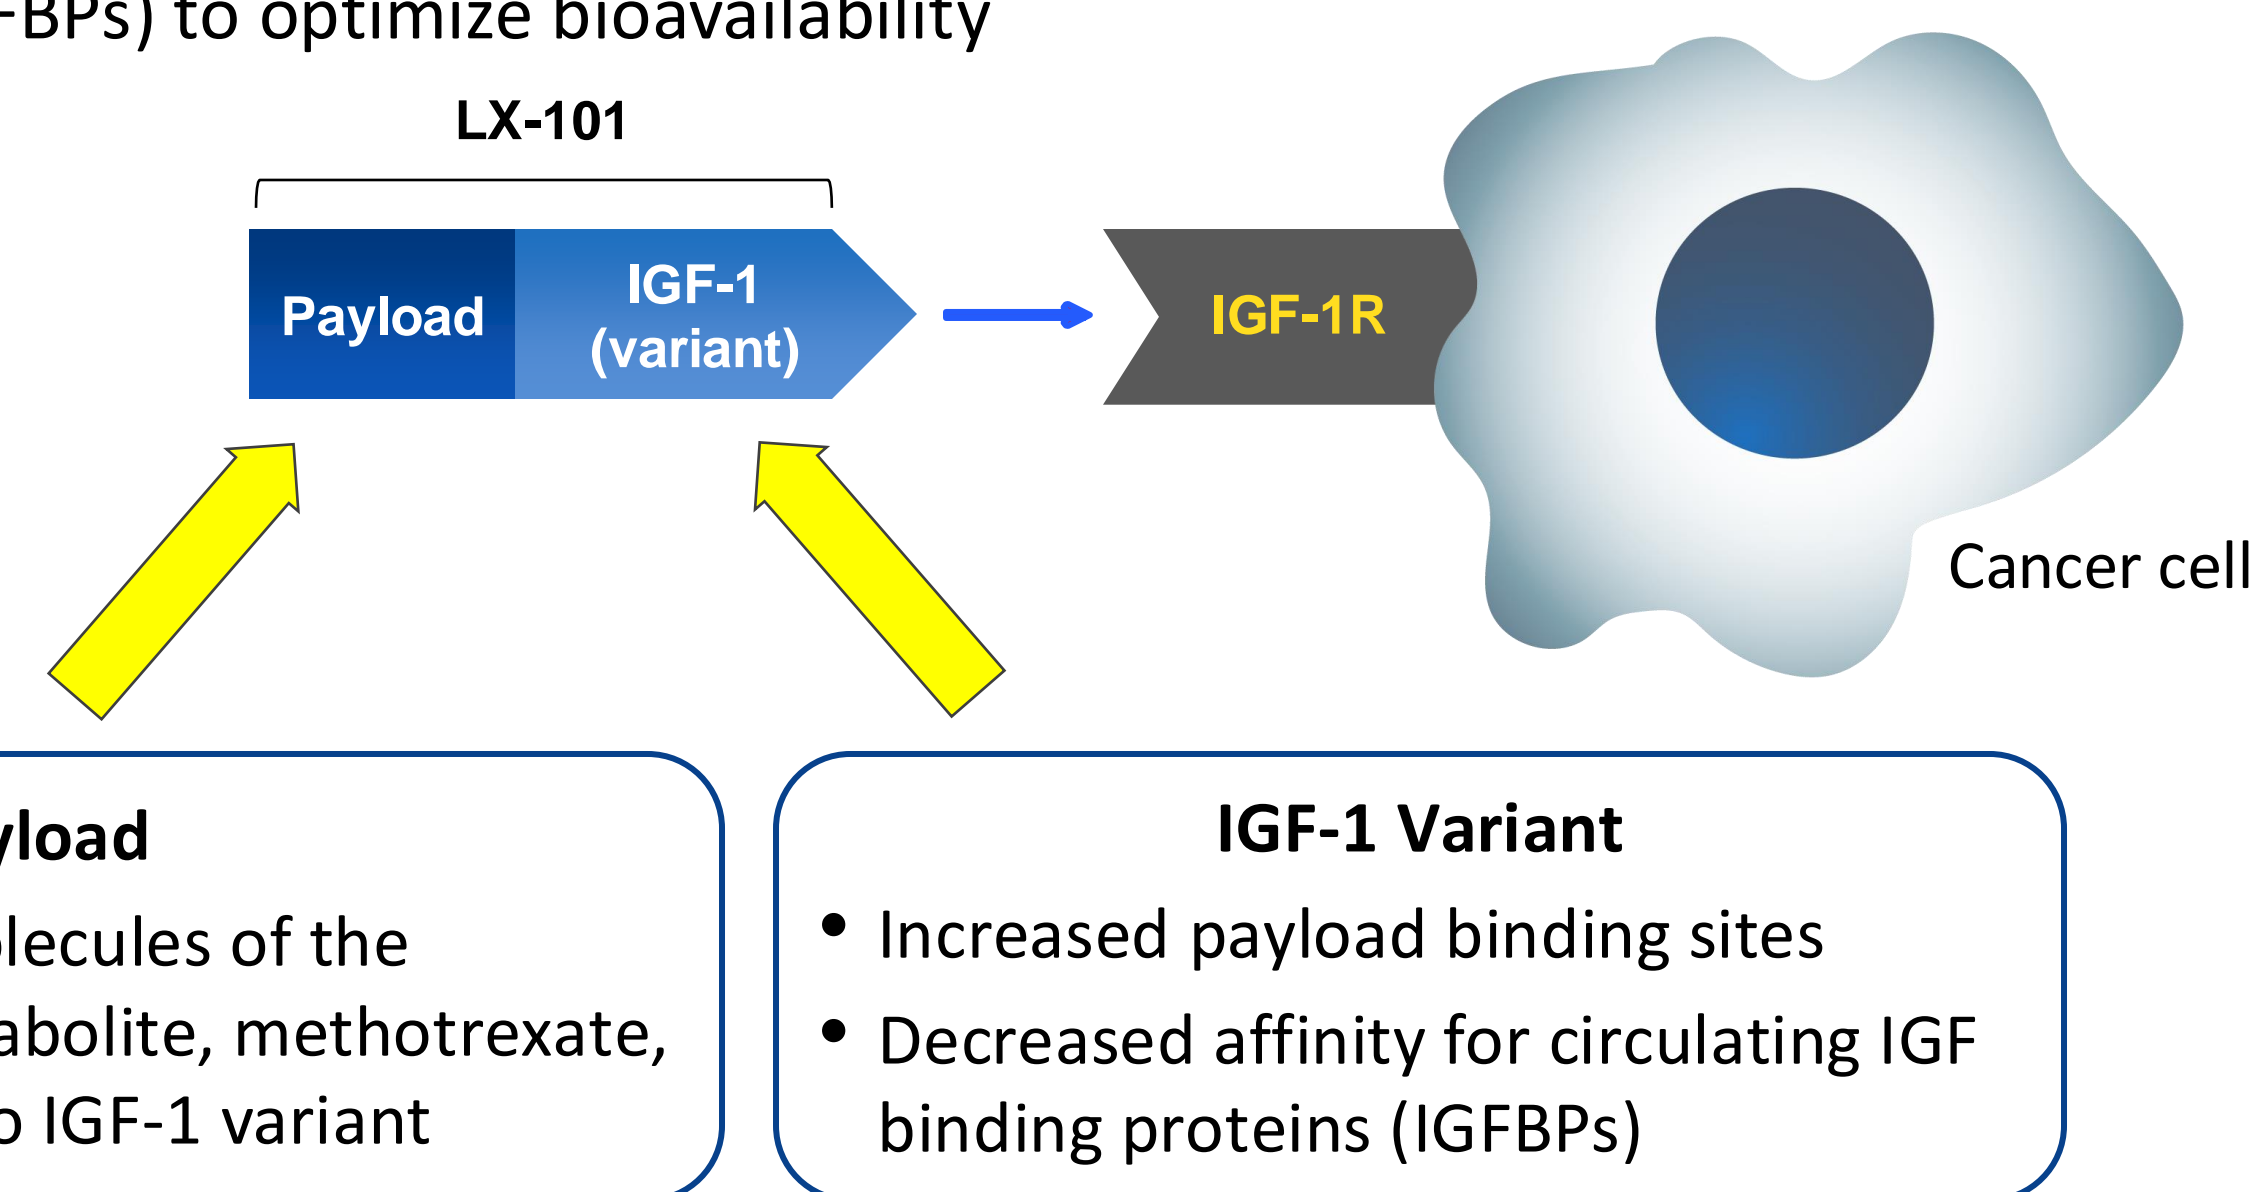 -BPs) to optimize bioavailability
LX-101
Payload
IGF-1
(variant)
IGF-1R
Cancer cell
yload
olecules of the
abolite, methotrexate,
o IGF-1 variant
IGF-1 Variant
• Increased payload binding sites
• Decreased affinity for circulating IGF
binding proteins (IGFBPs)